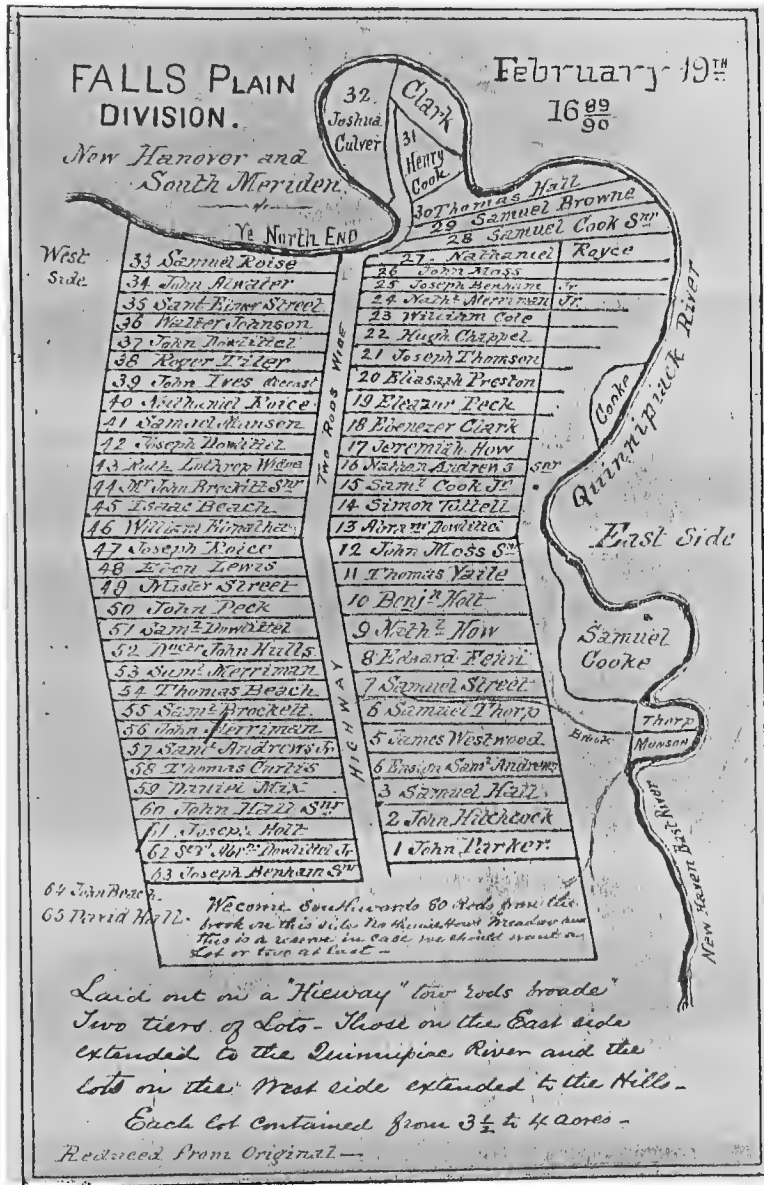 FALLS PLAIN
DIVISION.
February 19TH
16 89/90
New Hanover and
South Meriden.
32.
Joshua
Culver
Clark
31
Henry
Cook
Ye North End
West
Side
30 Thomas Hall
29 Samuel Browne
28 Samuel Cook Snr
27 Nathaniel Royce
26 John Moss
25 Joseph Benham Jr
24 Nathl Merriman Jr.
23 William Cole
22 Hugh Chappel
21 Joseph Thomson
20 Eliasaph Preston
19 Eleazur Peck
18 Ebenezer Clark
17 Jeremiah How
16 Nathan Andrews Snr
15 Saml Cook Jr
14 Simon Tuttell
13 Abram Dowlittel
12 John Moss Snr
11 Thomas Yaile
10 Benjn Holt
9 Nathl How
8 Edward Fenn
7 Samuel Street
6 Samuel Thorp
5 James Westwood
6 Ensign Saml Andrews
3 Samuel Hall
2 John Hitchcock
1 John Parker
33 Samuel Roise
34 John Atwater
35 Street
36 Walter Johnson
37 John Dowlittel
38 Roger Tiler
39 John Ives deceast
40 Nathaniel Roice
41 Samuel Munson
42 Joseph Dowlittel
43 Ruth Lothrop Widow
44 Mr John Brockitt Snr
45 Isaac Beach
46 William
47 Joseph Roice
48 Eben Lewis
49 Mister Street
50 John Peck
51 Saml Dowlittel
52 John Hulls
53 Saml Merriman
54 Thomas Beach
55 Saml Brockett
56 John Merriman
57 Saml Andrews Jr
58 Thomas Curtis
59 Daniel Mix
60 John Hall Snr
61 Joseph Holt
62 Abrm Dowlittel Jr
63 Joseph Benham Snr
64 John Beach.
65 David Hall.
Two Rods Wide
Highway
Cooke
Quinnipiack River
East Side
Samuel
Cooke
Thorp
Munson
Brook
New Haven East River
Wecome Southwards 60 Rods from the
brook on this side Meadow
This is a reserve in case we should want a
Lot or two at last —
Laid out on a "Hieway" tow rods broade"
Two tiers of Lots - Those on the East side
extended to the Quinnipiac River and the
lots on the West side extended to the Hills -
Each lot contained from 3 1/2 to 4 acres -
Reduced from Original —